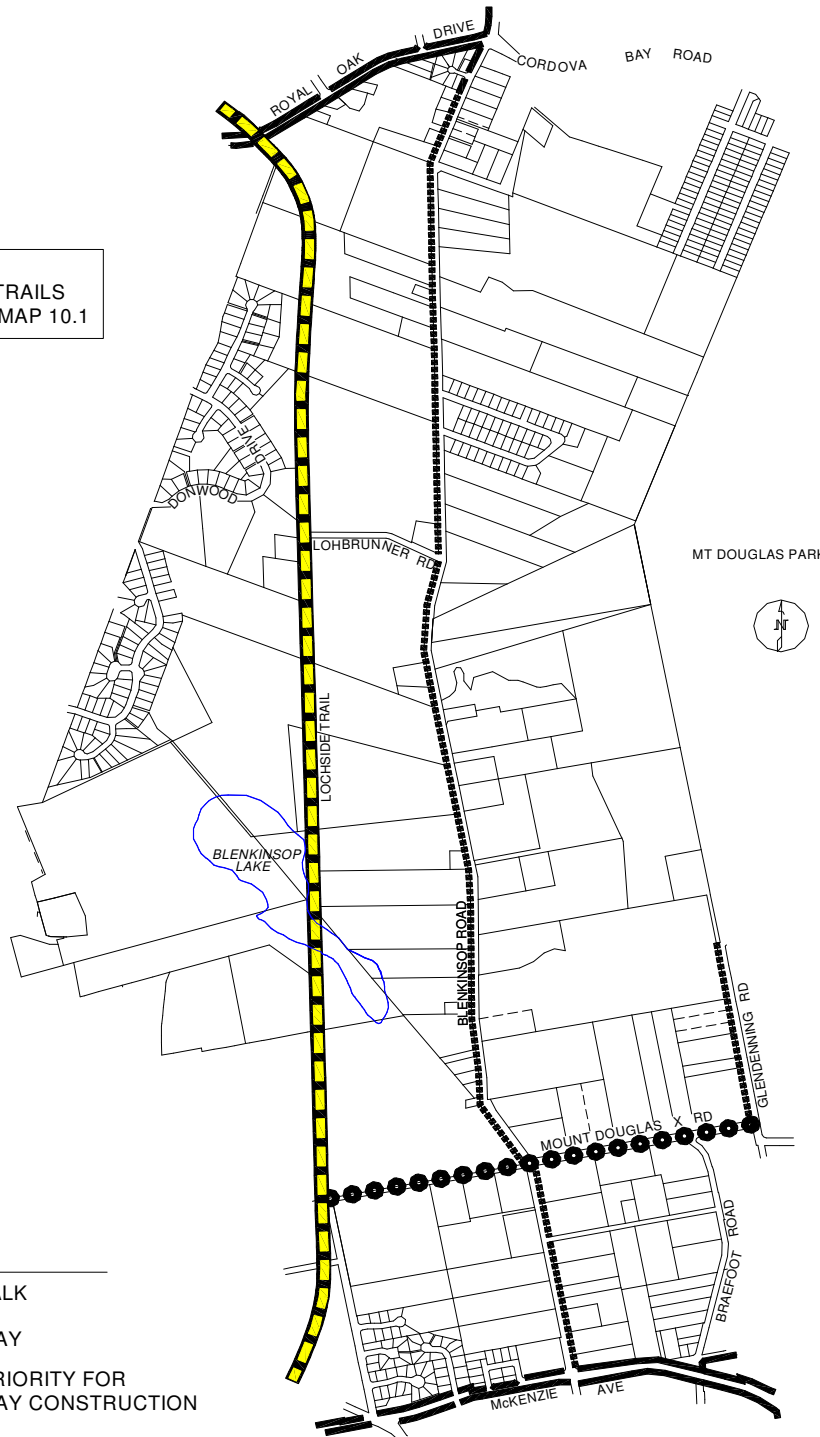 DRIVE
OAK
ROYAL
CORDOVA BAY ROAD
TRAILS
MAP 10.1
DONWOOD DRIVE
LOHBRUNNER RD
MT DOUGLAS PARK
N
LOCHSIDE TRAIL
BLENKINSOP
LAKE
BLENKINSOP ROAD
GLENDENNING RD
MOUNT DOUGLAS X RD
BRAEFOOT ROAD
McKENZIE AVE
ALK
AY
RIORITY FOR
AY CONSTRUCTION